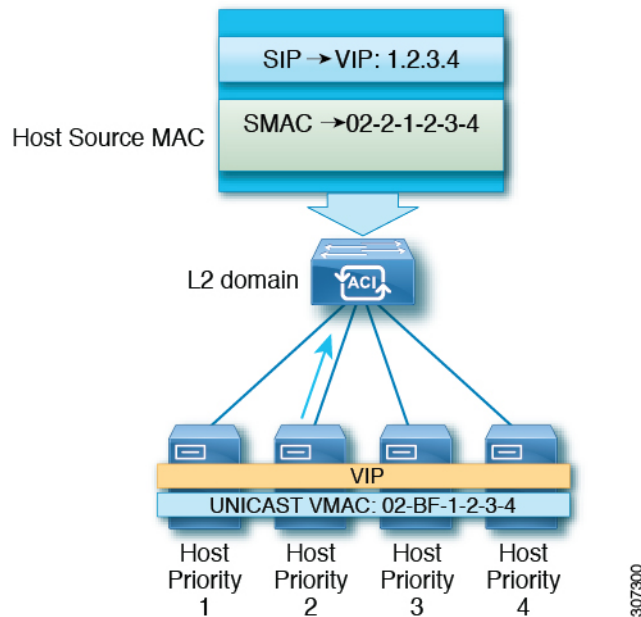 SIP → VIP: 1.2.3.4
Host Source MAC
SMAC → 02-2-1-2-3-4
L2 domain
ACI
VIP
UNICAST VMAC: 02-BF-1-2-3-4
Host Priority 1
Host Priority 2
Host Priority 3
Host Priority 4
307300